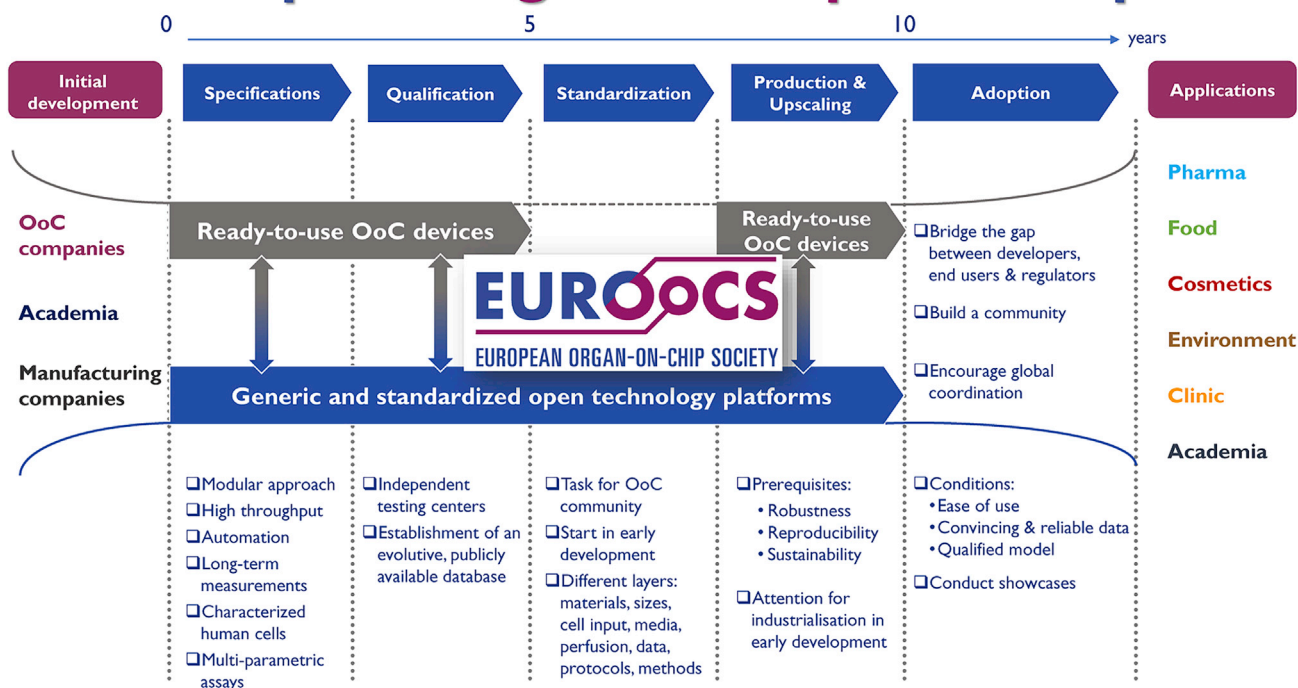 0
5
10
years
Initial
development
Specifications
Qualification
Standardization
Production &
Upscaling
Adoption
Applications
OoC
companies
Academia
Manufacturing
companies
Ready-to-use OoC devices
Ready-to-use
OoC devices
EUROoCS
EUROPEAN ORGAN-ON-CHIP SOCIETY
Generic and standardized open technology platforms
❑Bridge the gap
between developers,
end users & regulators
❑Build a community
❑Encourage global
coordination
Pharma
Food
Cosmetics
Environment
Clinic
Academia
❑Modular approach
❑High throughput
❑Automation
❑Long-term
measurements
❑Characterized
human cells
❑Multi-parametric
assays
❑Independent
testing centers
❑Establishment of an
evolutive, publicly
available database
❑Task for OoC
community
❑Start in early
development
❑Different layers:
materials, sizes,
cell input, media,
perfusion, data,
protocols, methods
❑Prerequisites:
• Robustness
• Reproducibility
• Sustainability
❑Attention for
industrialisation in
early development
❑Conditions:
• Ease of use
• Convincing & reliable data
• Qualified model
❑Conduct showcases